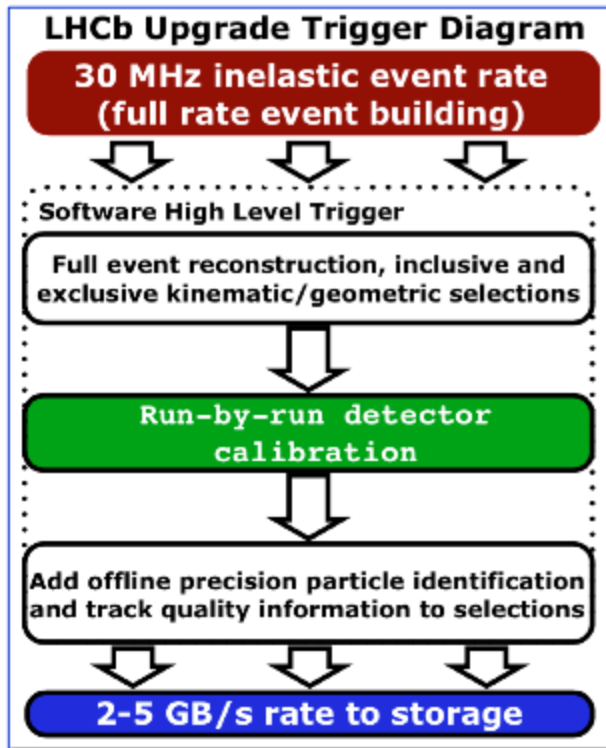 LHCb Upgrade Trigger Diagram
30 MHz inelastic event rate
(full rate event building)
Software High Level Trigger
Full event reconstruction, inclusive and
exclusive kinematic/geometric selections
Run-by-run detector
calibration
Add offline precision particle identification
and track quality information to selections
2-5 GB/s rate to storage